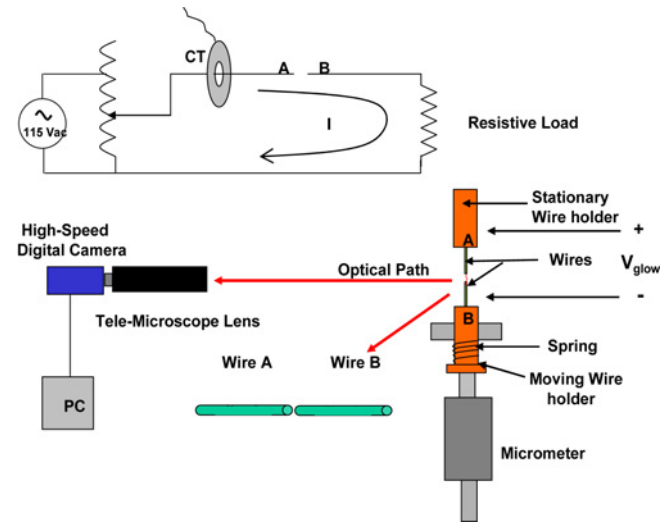 CT
A
B
115 Vac
I
Resistive Load
Stationary
Wire holder
+
High-Speed
Digital Camera
A
Optical Path
Wires
V_glow
-
B
Tele-Microscope Lens
Spring
Wire A
Wire B
Moving Wire
holder
PC
Micrometer